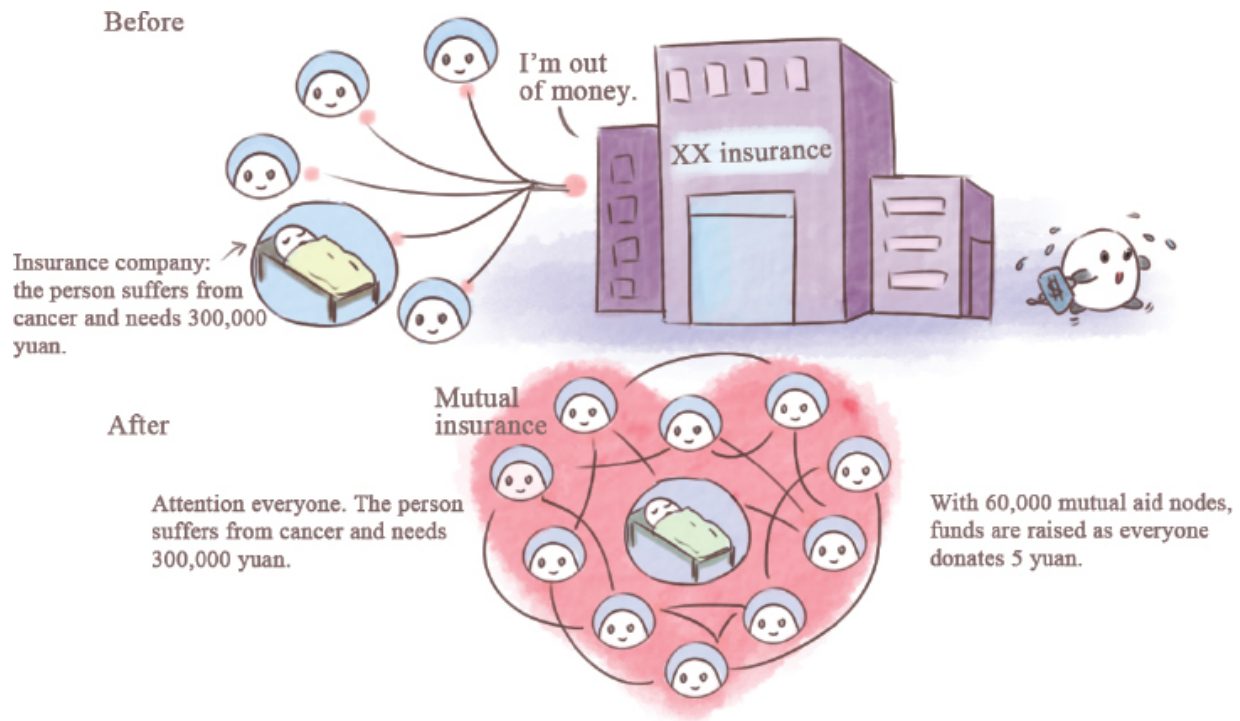 Before
I'm out
of money.
XX insurance
Insurance company:
the person suffers from
cancer and needs 300,000
yuan.
After
Mutual
insurance
Attention everyone. The person
suffers from cancer and needs
300,000 yuan.
With 60,000 mutual aid nodes,
funds are raised as everyone
donates 5 yuan.